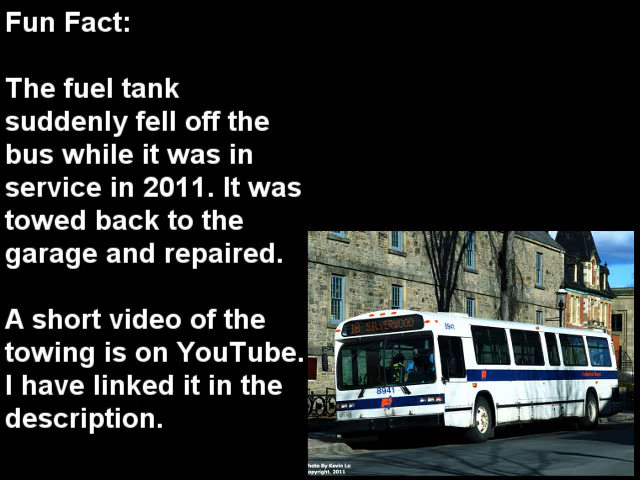 Fun Fact:
The fuel tank
suddenly fell off the
bus while it was in
service in 2011. It was
towed back to the
garage and repaired.
A short video of the
towing is on YouTube.
I have linked it in the
description.
18 SILVERWOOD
8941
8941
Photo By Kevin Lo
Copyright, 2011